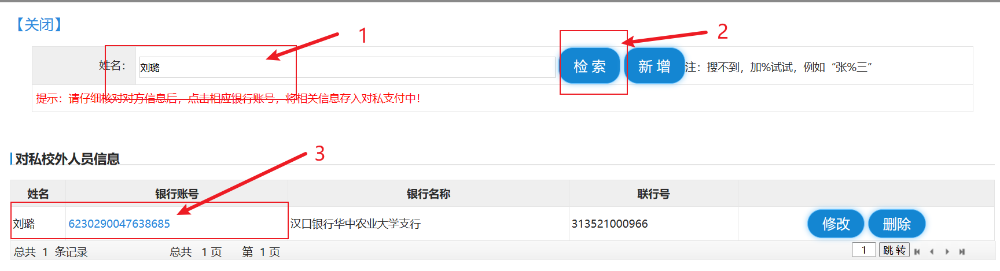 【关闭】
1
2
姓名：
刘璐
检 索
新 增
注：搜不到，加%试试，例如“张%三”
提示：请仔细核对对方信息后，点击相应银行账号，将相关信息存入对私支付中！
3
对私校外人员信息
姓名 银行账号 银行名称 联行号
刘璐 6230290047638685 汉口银行华中农业大学支行 313521000966 修改 删除
总共 1 条记录 总共 1 页 第 1 页 1 跳 转